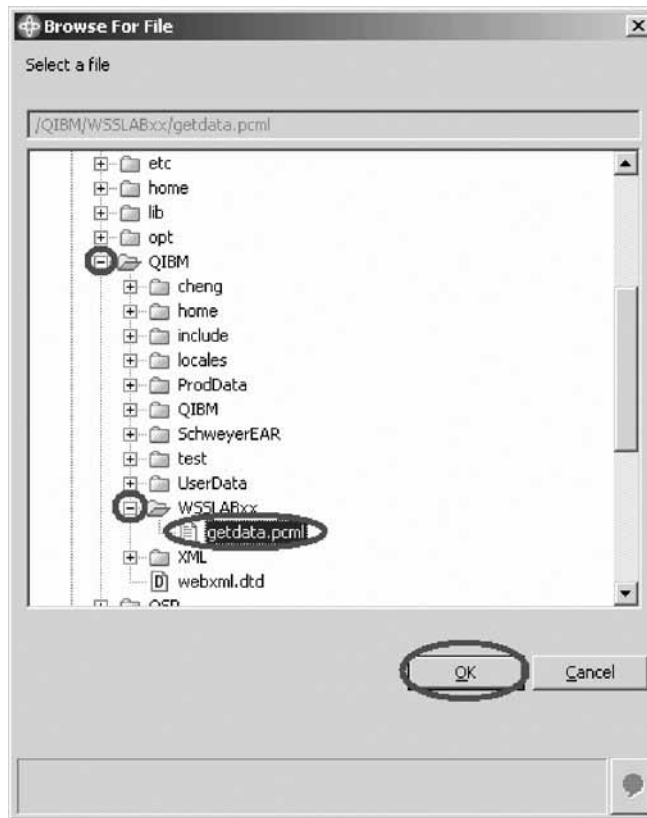 Browse For File
Select a file
/QIBM/WSSLABxx/getdata.pcml
etc
home
lib
opt
QIBM
cheng
home
include
locales
ProdData
QIBM
SchweyerEAR
test
UserData
WSSLABxx
getdata.pcml
XML
webxml.dtd
OK Cancel